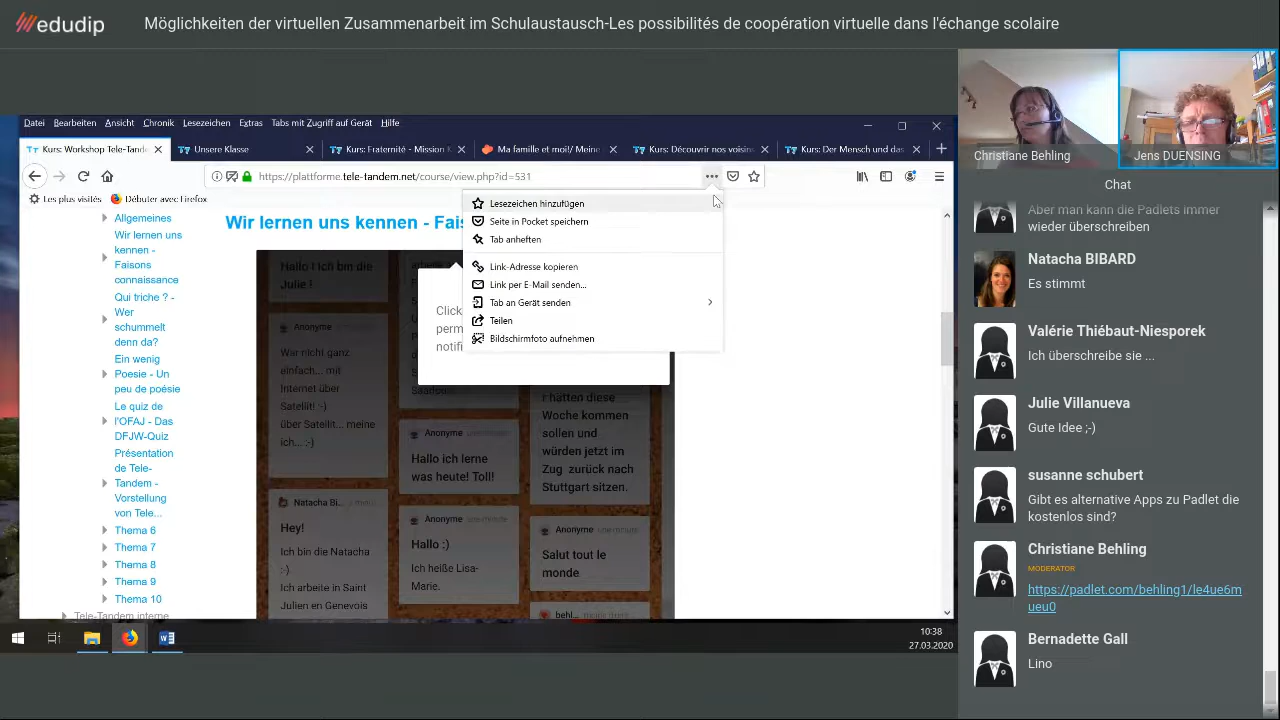 edudip
Möglichkeiten der virtuellen Zusammenarbeit im Schulaustausch-Les possibilités de coopération virtuelle dans l'échange scolaire
Datei Bearbeiten Ansicht Chronik Lesezeichen Extras Tabs mit Zugriff auf Gerät Hilfe
Kurs: Workshop Tele-Tande
Unsere Klasse
Kurs: Fraternité - Mission K
Ma famille et moi!/ Meine
Kurs: Découvrir nos voisin
Kurs: Der Mensch und das
https://plattforme.tele-tandem.net/course/view.php?id=531
Les plus visités
Débuter avec Firefox
Allgemeines
Wir lernen uns
kennen -
Faisons
connaissance
Qui triche ? -
Wer
schummelt
denn da?
Ein wenig
Poesie - Un
peu de poésie
Le quiz de
l'OFAJ - Das
DFJW-Quiz
Présentation
de Tele-
Tandem -
Vorstellung
von Tele...
Thema 6
Thema 7
Thema 8
Thema 9
Thema 10
Tele-Tandem interne
Wir lernen uns kennen - Fais
Lesezeichen hinzufügen
Seite in Pocket speichern
Tab anheften
Link-Adresse kopieren
Link per E-Mail senden...
Tab an Gerät senden
Teilen
Bildschirmfoto aufnehmen
Click
perm
notifi
Hallo ! Ich bin die
Julie !
Anonyme
War nicht ganz
einfach... mit
Internet über
Satellit! :-)
über Satellit... meine
ich... ;-)
Natacha Bi...
Hey!
Ich bin die Natacha
:-)
Ich arbeite in Saint
Julien en Genevois
Anonyme
Hallo ich lerne
was heute! Toll!
Anonyme
Hallo ;)
Ich heiße Lisa-
Marie.
hätten diese
Woche kommen
sollen und
würden jetzt im
Zug zurück nach
Stuttgart sitzen.
Anonyme
Salut tout le
monde
behl...
10:38
27.03.2020
Christiane Behling
Jens DUENSING
Chat
Aber man kann die Padlets immer
wieder überschreiben
Natacha BIBARD
Es stimmt
Valérie Thiébaut-Niesporek
Ich überschreibe sie ...
Julie Villanueva
Gute Idee ;-)
susanne schubert
Gibt es alternative Apps zu Padlet die
kostenlos sind?
Christiane Behling
MODERATOR
https://padlet.com/behling1/le4ue6m
ueu0
Bernadette Gall
Lino